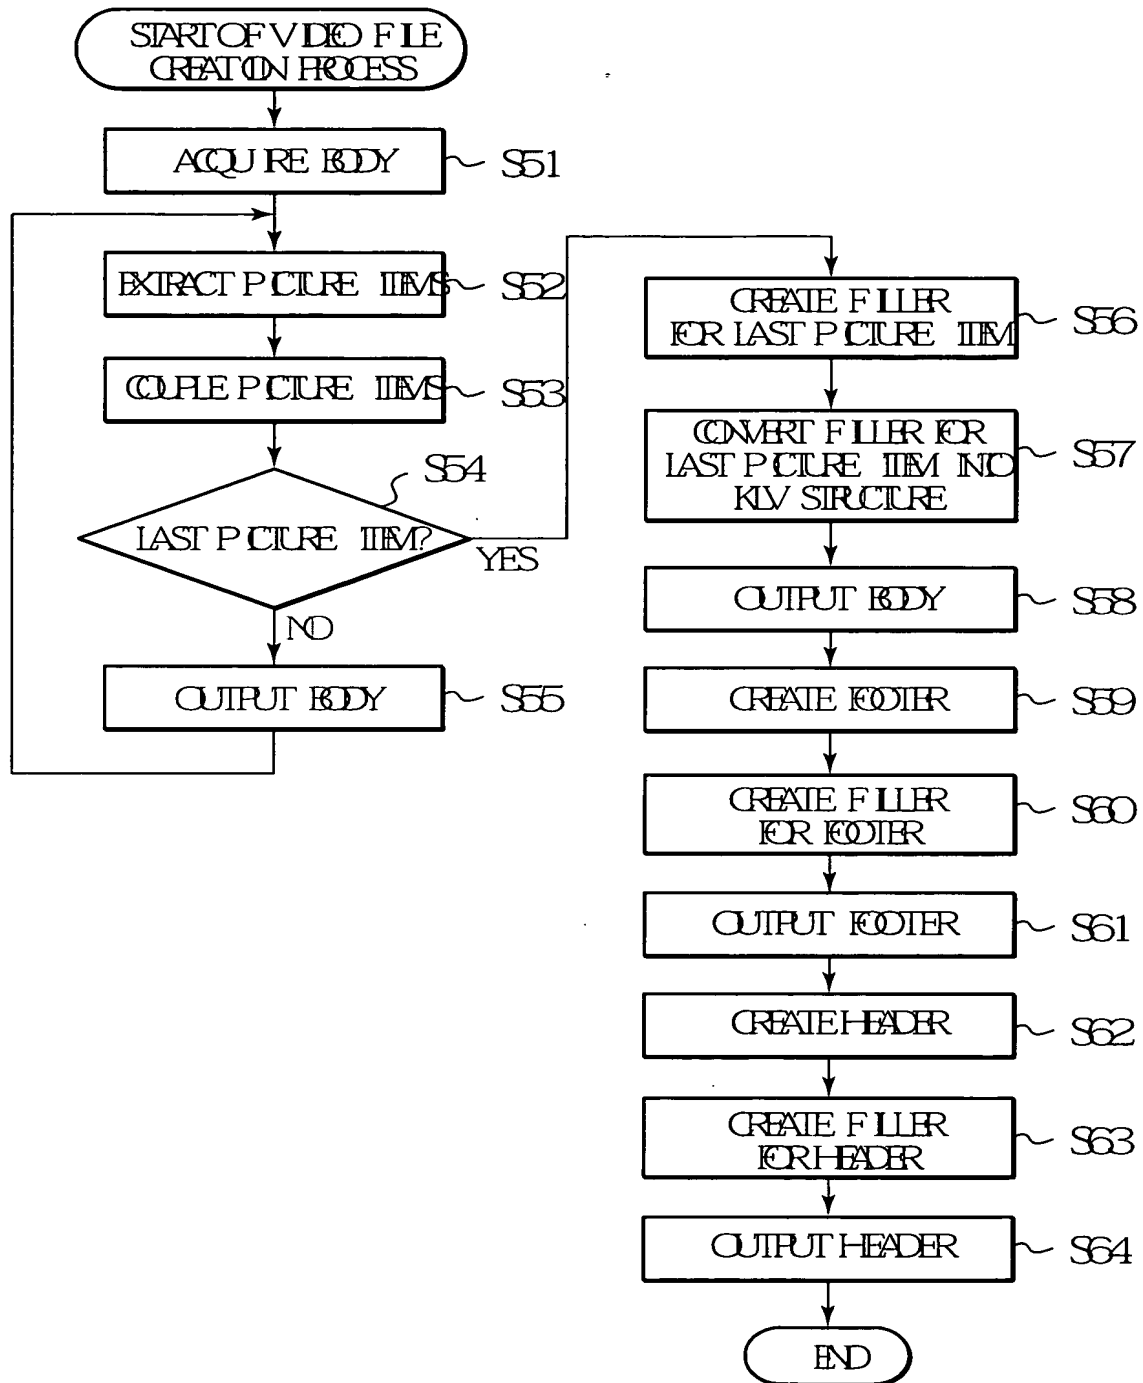 START OF VIDEO FILE
CREATION PROCESS
ACQUIRE BODY
S51
EXTRACT PICTURE ITEMS
S52
COUPLE PICTURE ITEMS
S53
S54
LAST PICTURE ITEM?
YES
NO
OUTPUT BODY
S55
CREATE FILLER
FOR LAST PICTURE ITEM
S56
CONVERT FILLER FOR
LAST PICTURE ITEM INTO
KLV STRUCTURE
S57
OUTPUT BODY
S58
CREATE FOOTER
S59
CREATE FILLER
FOR FOOTER
S60
OUTPUT FOOTER
S61
CREATE HEADER
S62
CREATE FILLER
FOR HEADER
S63
OUTPUT HEADER
S64
END